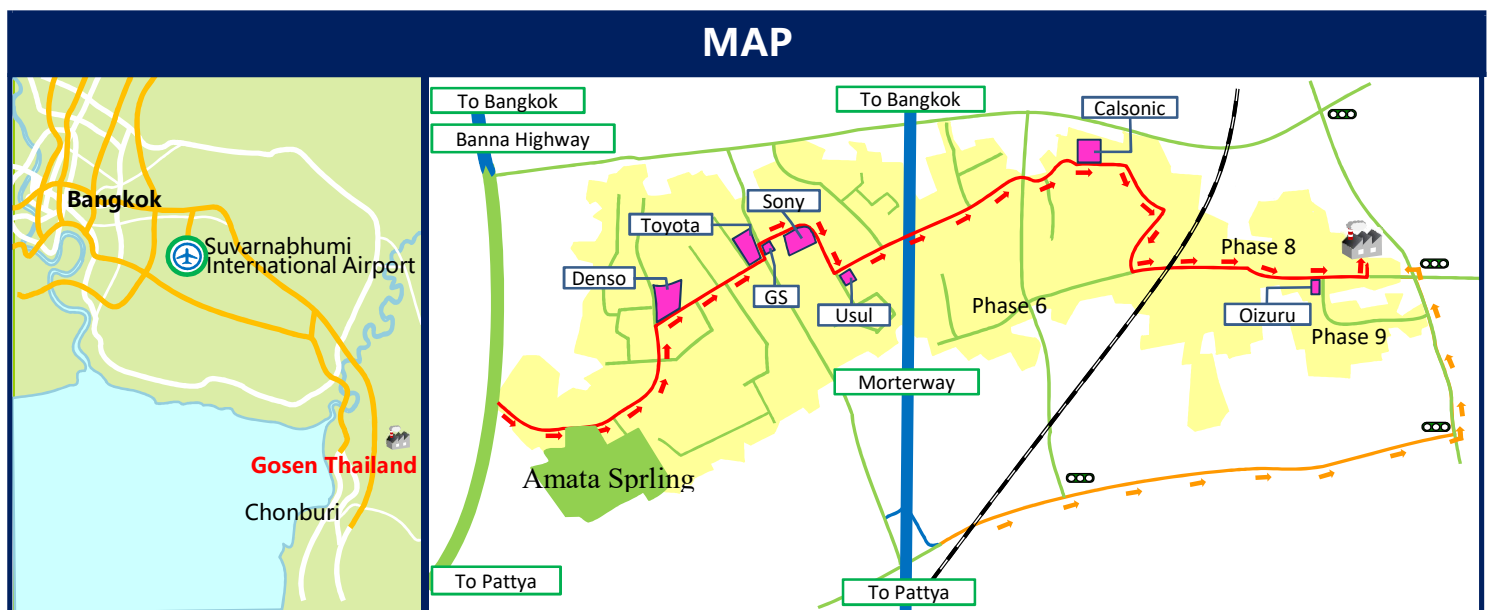 MAP
Bangkok
Suvarnabhumi
International Airport
Gosen Thailand
Chonburi
To Bangkok
Banna Highway
To Bangkok
Calsonic
Sony
Toyota
Denso
GS
Usul
Phase 8
Phase 6
Oizuru
Phase 9
Morterway
Amata Sprling
To Pattya
To Pattya